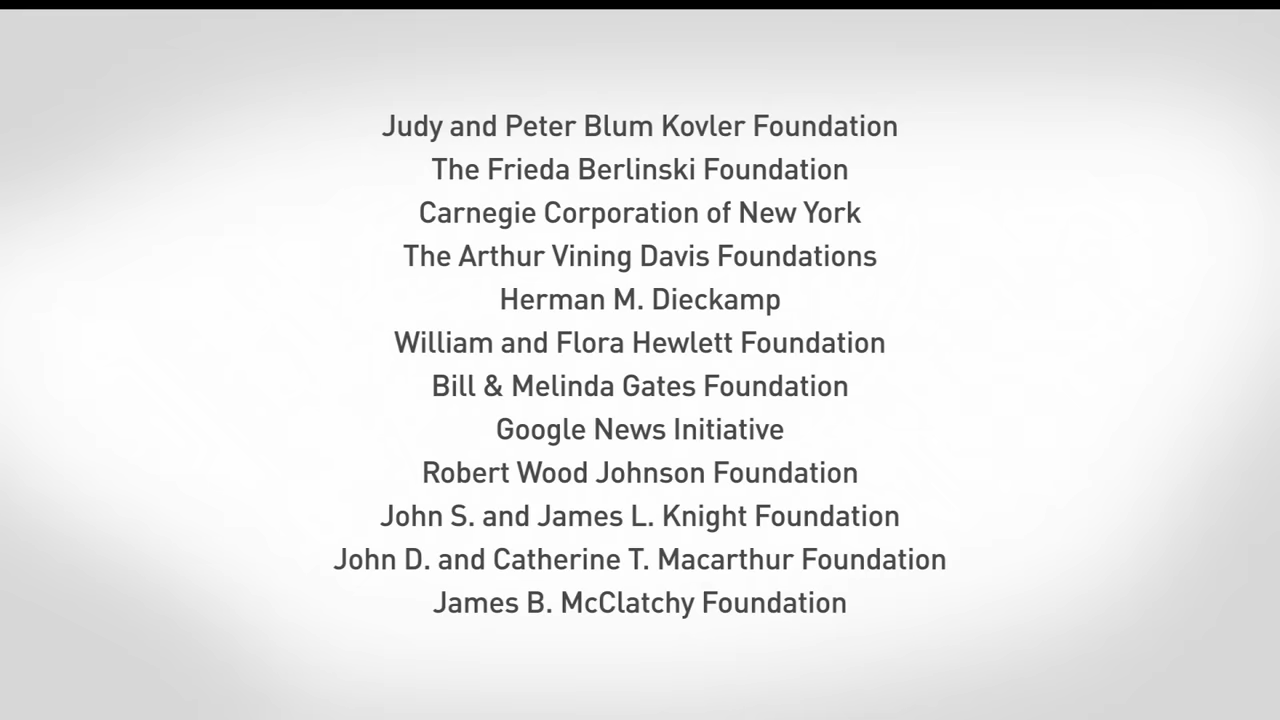 Judy and Peter Blum Kovler Foundation
The Frieda Berlinski Foundation
Carnegie Corporation of New York
The Arthur Vining Davis Foundations
Herman M. Dieckamp
William and Flora Hewlett Foundation
Bill & Melinda Gates Foundation
Google News Initiative
Robert Wood Johnson Foundation
John S. and James L. Knight Foundation
John D. and Catherine T. Macarthur Foundation
James B. McClatchy Foundation